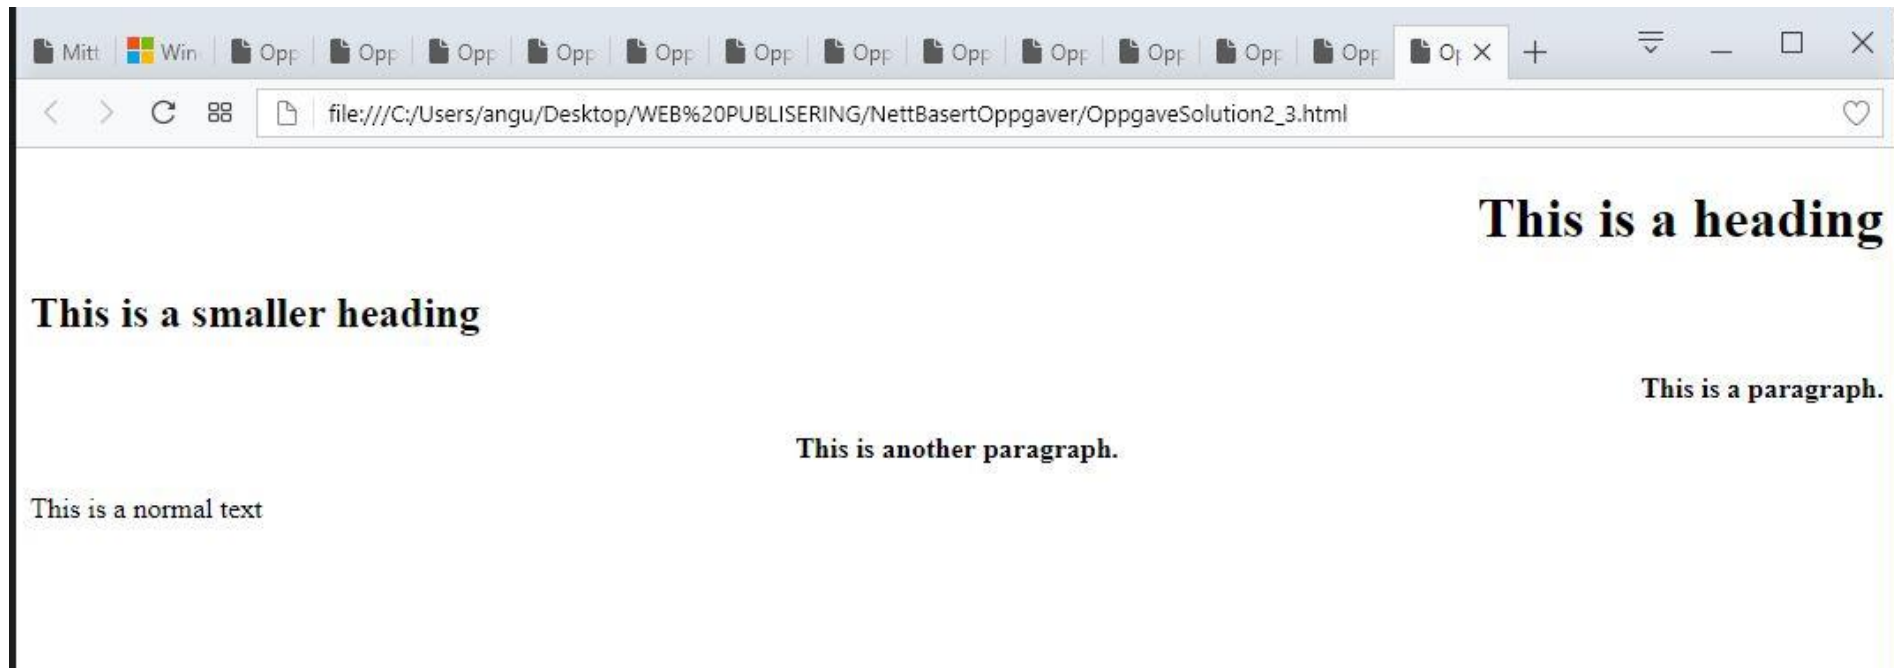 Mitt Win Opp Opp Opp Opp Opp Opp Opp Opp Opp Opp Opp Opp Op
file:///C:/Users/angu/Desktop/WEB%20PUBLISERING/NettBasertOppgaver/OppgaveSolution2_3.html
This is a heading
This is a smaller heading
This is a paragraph.
This is another paragraph.
This is a normal text